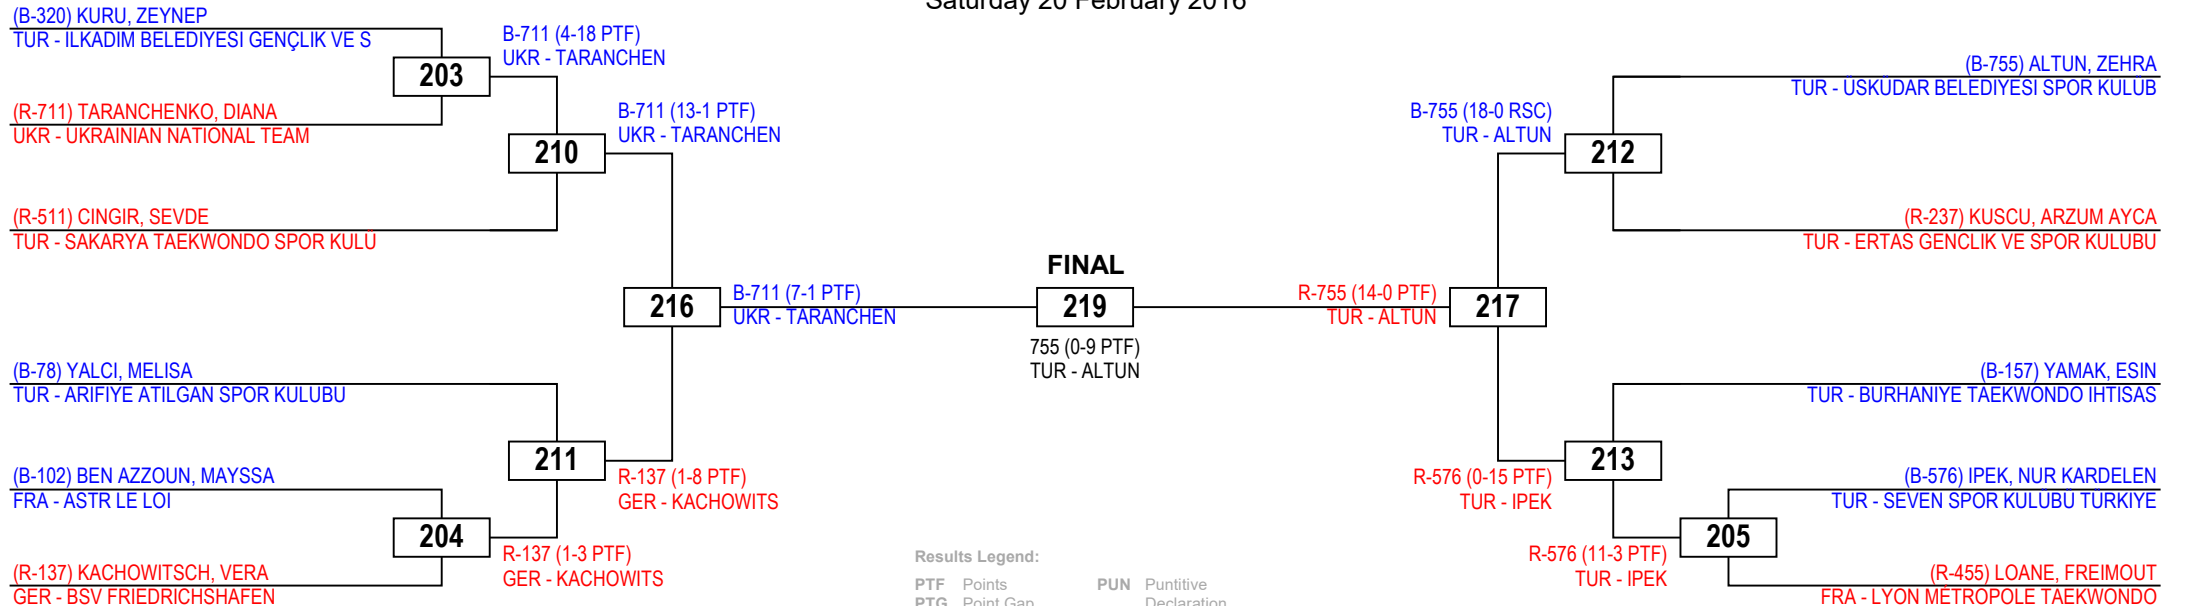 Saturday 20 February 2016
(B-320) KURU, ZEYNEP
TUR - ILKADIM BELEDIYESI GENÇLIK VE S
203
(R-711) TARANCHENKO, DIANA
UKR - UKRAINIAN NATIONAL TEAM
B-711 (4-18 PTF)
UKR - TARANCHEN
210
(R-511) CINGIR, SEVDE
TUR - SAKARYA TAEKWONDO SPOR KULÜ
B-711 (13-1 PTF)
UKR - TARANCHEN
216
(B-78) YALCI, MELISA
TUR - ARIFIYE ATILGAN SPOR KULUBU
211
(B-102) BEN AZZOUN, MAYSSA
FRA - ASTR LE LOI
204
(R-137) KACHOWITSCH, VERA
GER - BSV FRIEDRICHSHAFEN
R-137 (1-3 PTF)
GER - KACHOWITS
R-137 (1-8 PTF)
GER - KACHOWITS
B-711 (7-1 PTF)
UKR - TARANCHEN
FINAL
219
755 (0-9 PTF)
TUR - ALTUN
R-755 (14-0 PTF)
TUR - ALTUN
217
B-755 (18-0 RSC)
TUR - ALTUN
212
(B-755) ALTUN, ZEHRA
TUR - USKUDAR BELEDIYESI SPOR KULUB
(R-237) KUSCU, ARZUM AYCA
TUR - ERTAS GENCLIK VE SPOR KULUBU
(B-157) YAMAK, ESIN
TUR - BURHANIYE TAEKWONDO IHTISAS
213
R-576 (0-15 PTF)
TUR - IPEK
(B-576) IPEK, NUR KARDELEN
TUR - SEVEN SPOR KULUBU TURKIYE
205
R-576 (11-3 PTF)
TUR - IPEK
(R-455) LOANE, FREIMOUT
FRA - LYON MÉTROPOLE TAEKWONDO
Results Legend:
PTF Points PUN Puntitive
PTG Point Gap Declaration